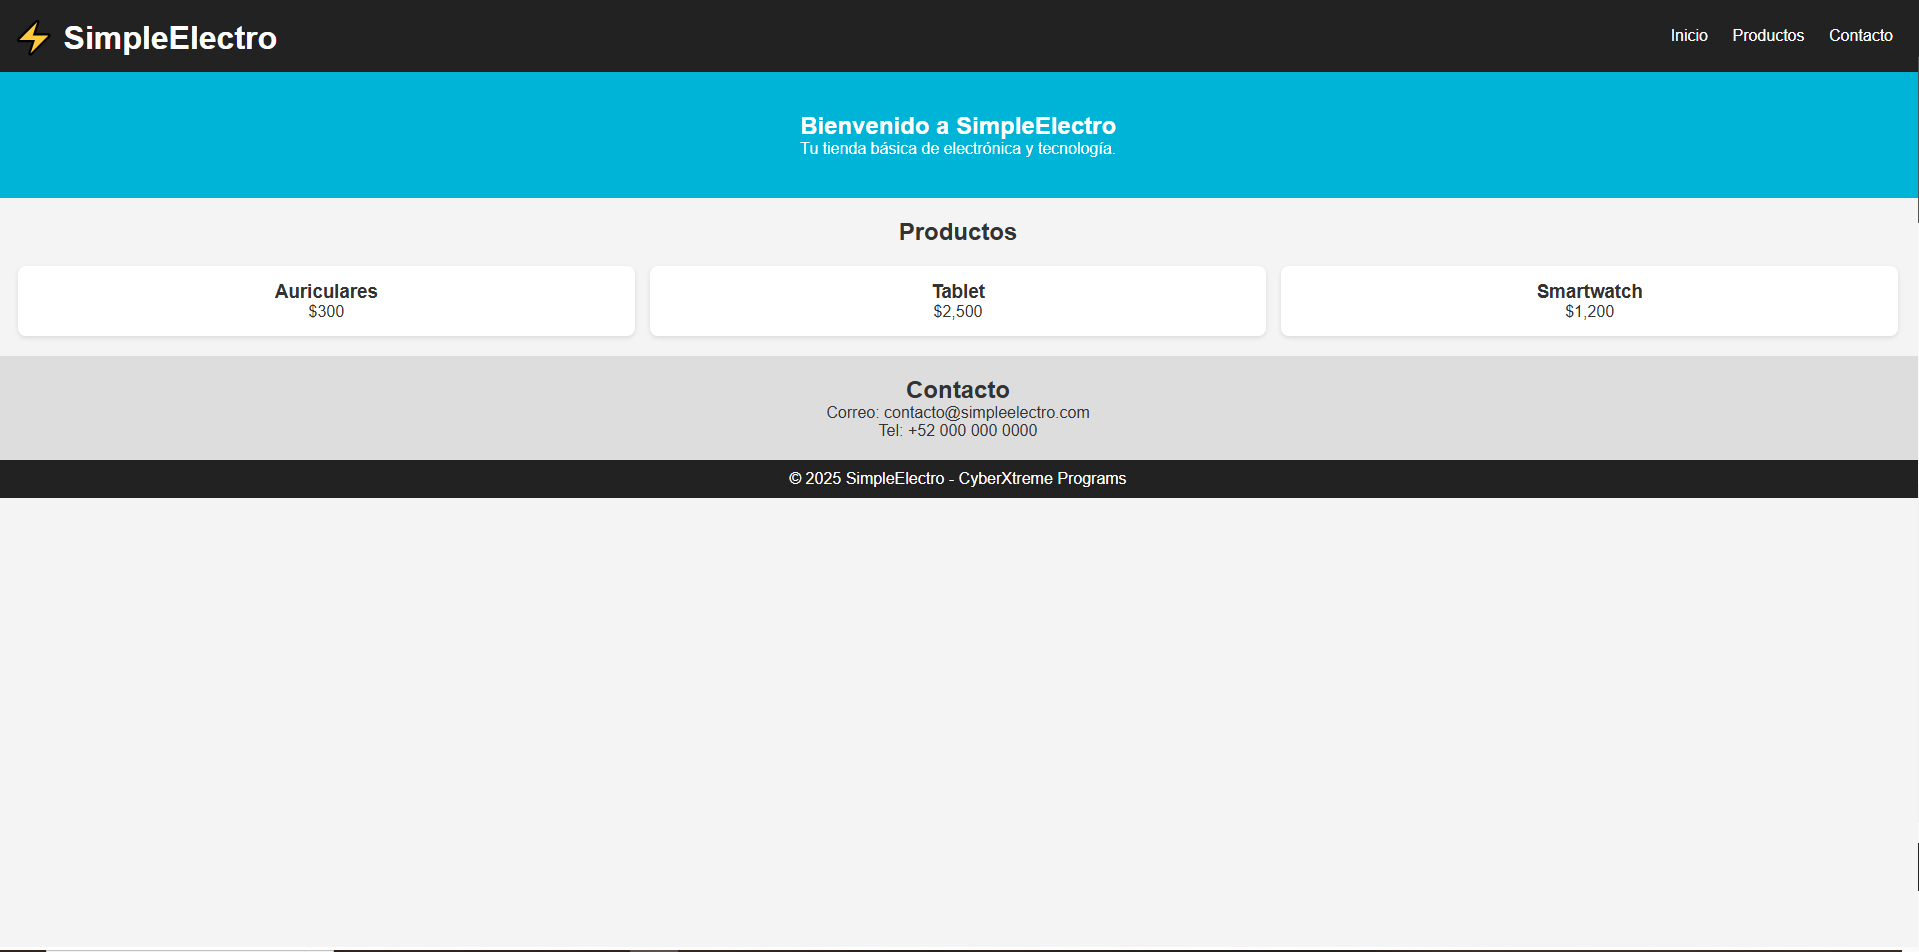 ⚡ SimpleElectro
Inicio Productos Contacto
Bienvenido a SimpleElectro
Tu tienda básica de electrónica y tecnología.
Productos
Auriculares
$300
Tablet
$2,500
Smartwatch
$1,200
Contacto
Correo: contacto@simpleelectro.com
Tel: +52 000 000 0000
© 2025 SimpleElectro - CyberXtreme Programs